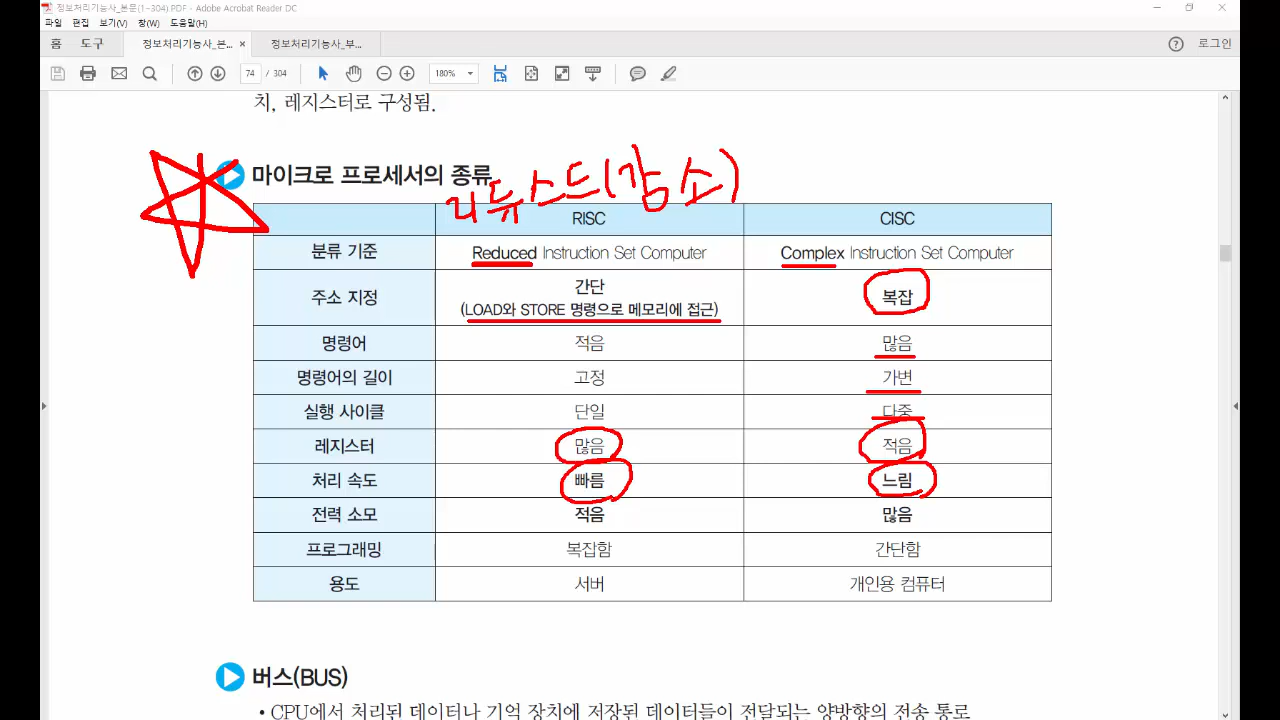 정보처리기능사_본문(1-304).PDF - Adobe Acrobat Reader DC
파일 편집 보기(V) 창(W) 도움말(H)
홈 도구 정보처리기능사_본... × 정보처리기능사_부... ? 로그인
74 / 304 180%
치, 레지스터로 구성됨.
마이크로 프로세서의 종류
리듀스드(감소)
RISC CISC
분류 기준 Reduced Instruction Set Computer Complex Instruction Set Computer
주소 지정 간단 복잡
(LOAD와 STORE 명령으로 메모리에 접근)
명령어 적음 많음
명령어의 길이 고정 가변
실행 사이클 단일 다중
레지스터 많음 적음
처리 속도 빠름 느림
전력 소모 적음 많음
프로그래밍 복잡함 간단함
용도 서버 개인용 컴퓨터
버스(BUS)
• CPU에서 처리된 데이터나 기억 장치에 저장된 데이터들이 전달되는 양방향의 전송 통로